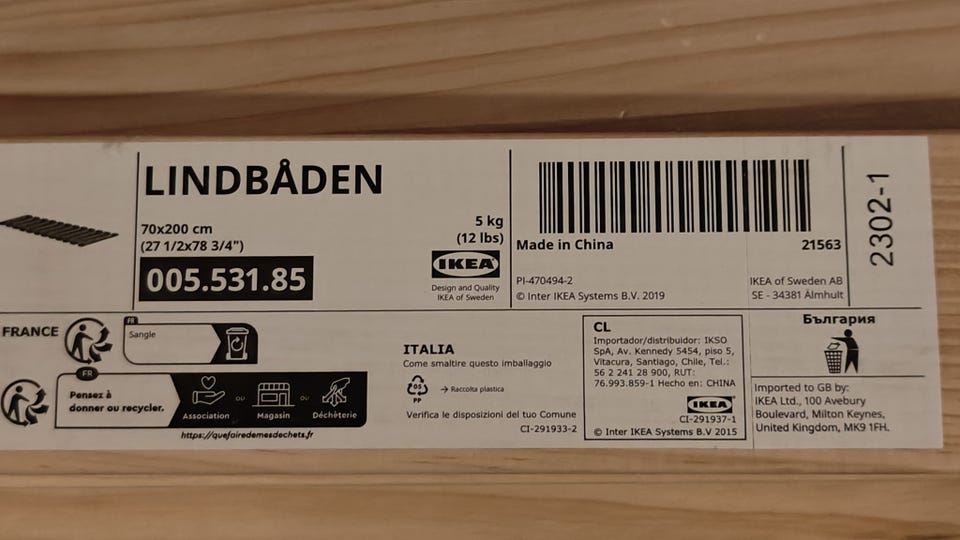 LINDBÅDEN
70x200 cm
(27 1/2x78 3/4")
005.531.85
5 kg
(12 lbs)
IKEA
Design and Quality
IKEA of Sweden
Made in China
21563
PI-470494-2
© Inter IKEA Systems B.V. 2019
IKEA of Sweden AB
SE - 34381 Älmhult
2302-1
FRANCE
FR
Sangle
FR
Pensez à
donner ou recycler.
Association
OU
Magasin
OU
Déchèterie
https://quefairedemesdechets.fr
ITALIA
Come smaltire questo imballaggio
05
PP
→ Raccolta plastica
Verifica le disposizioni del tuo Comune
CI-291933-2
CL
Importador/distribuidor: IKSO
SpA, Av. Kennedy 5454, piso 5,
Vitacura, Santiago, Chile, Tel.:
56 2 241 28 900, RUT:
76.993.859-1 Hecho en: CHINA
IKEA
CI-291937-1
© Inter IKEA Systems B.V 2015
България
Imported to GB by:
IKEA Ltd., 100 Avebury
Boulevard, Milton Keynes,
United Kingdom, MK9 1FH.